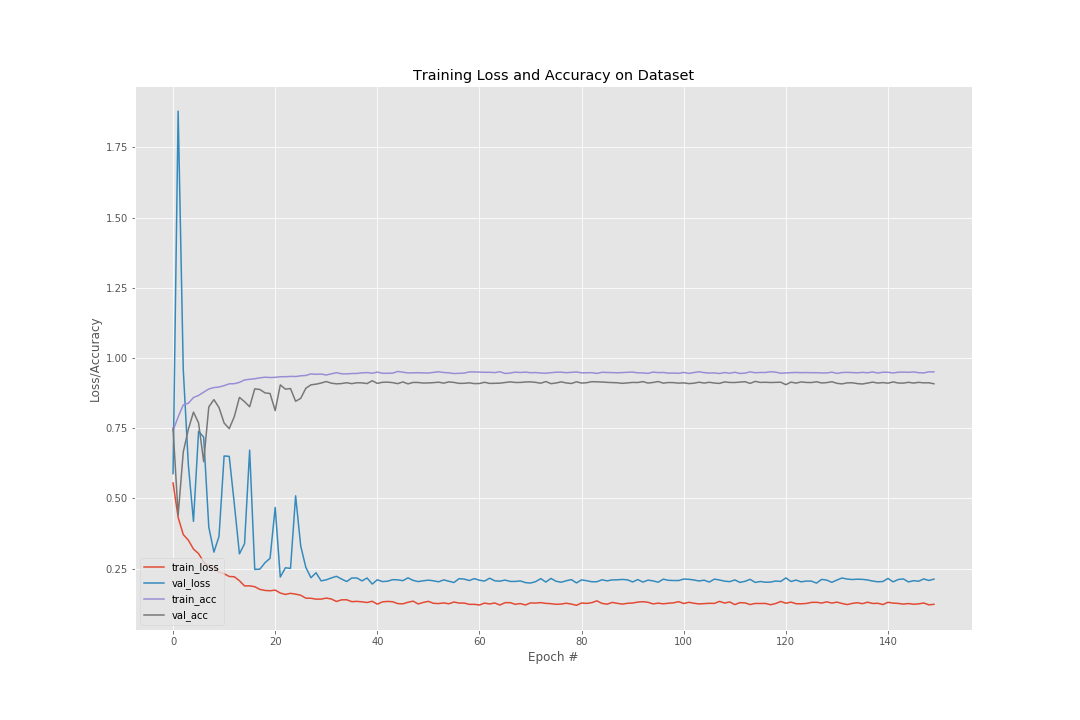 Training Loss and Accuracy on Dataset
Loss/Accuracy
1.75
1.50
1.25
1.00
0.75
0.50
0.25
train_loss
val_loss
train_acc
val_acc
0 20 40 60 80 100 120 140
Epoch #